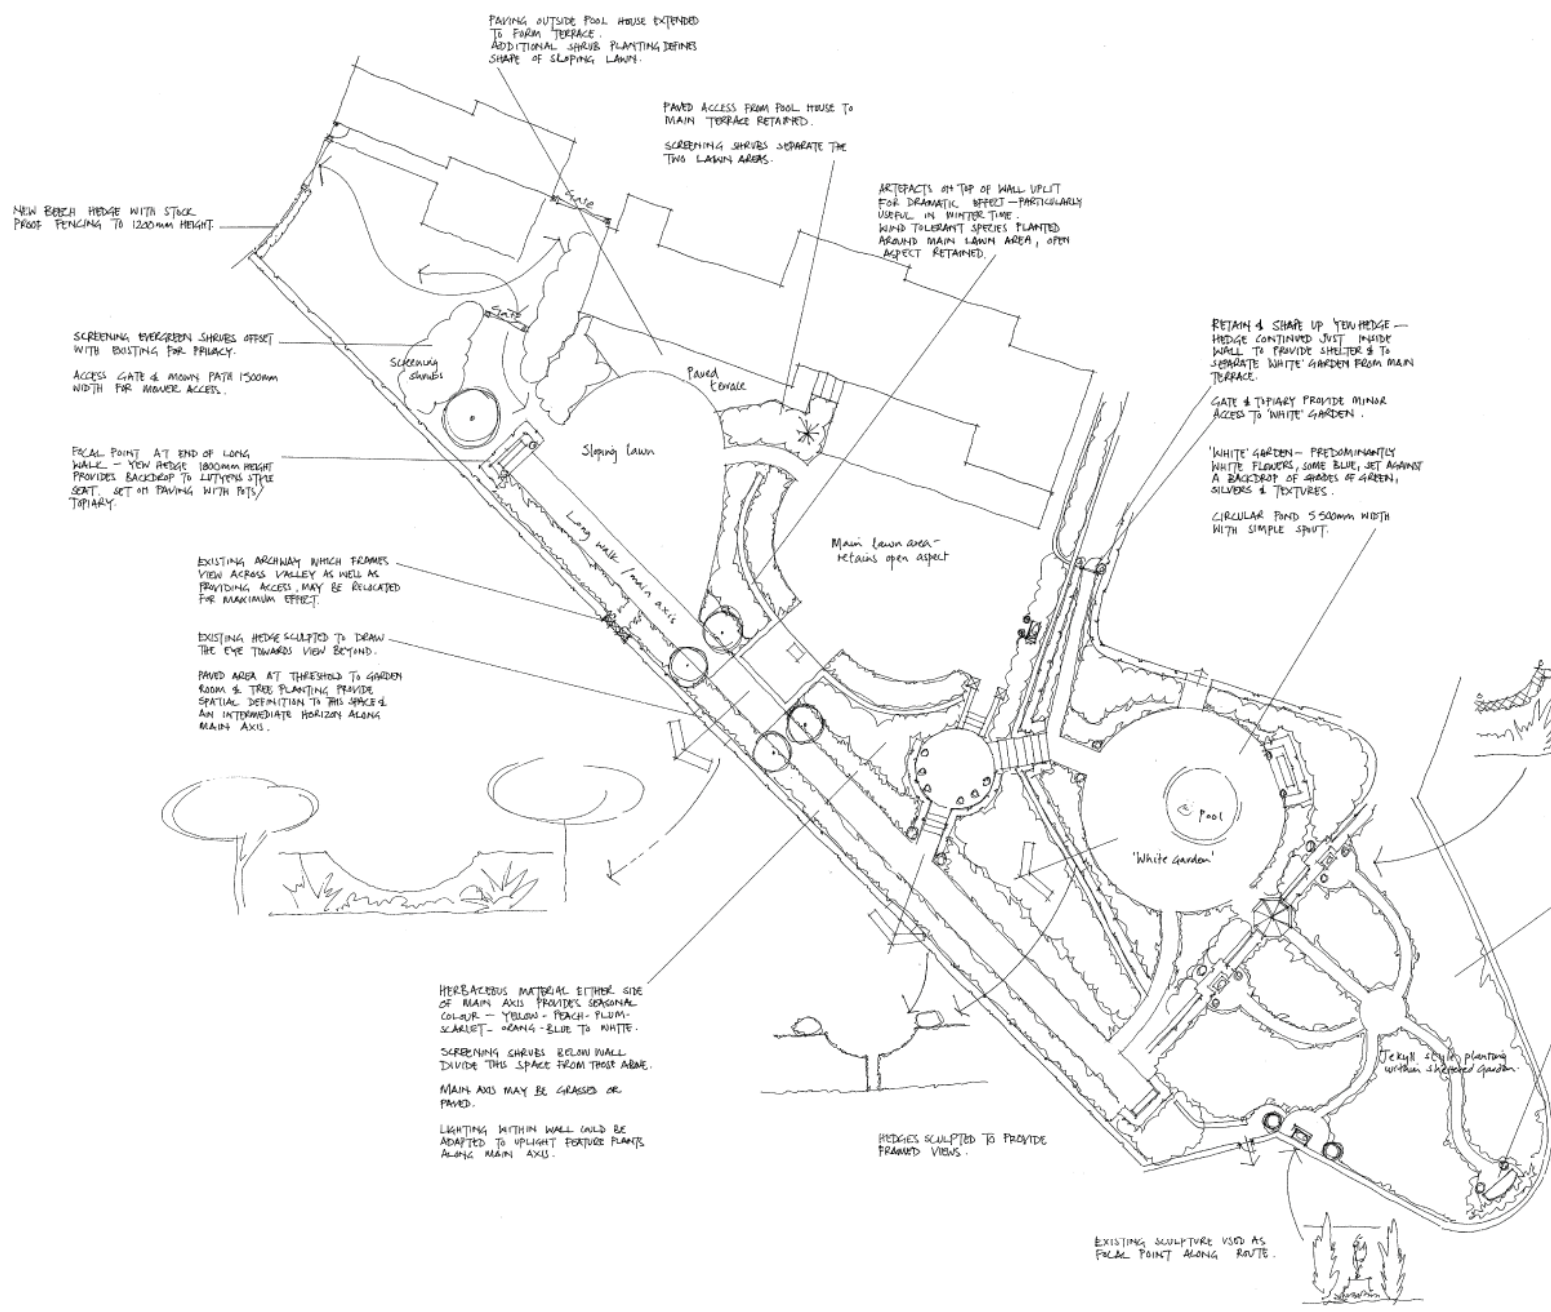 PAVING OUTSIDE POOL HOUSE EXTENDED
TO FORM TERRACE.
ADDITIONAL SHRUB PLANTING DEFINES
SHAPE OF SLOPING LAWN.
PAVED ACCESS FROM POOL HOUSE TO
MAIN TERRACE RETAINED.
SCREENING SHRUBS SEPARATE THE
TWO LAWN AREAS.
ARTEFACTS ON TOP OF WALL UPLIT
FOR DRAMATIC EFFECT - PARTICULARLY
USEFUL IN WINTER TIME.
WIND TOLERANT SPECIES PLANTED
AROUND MAIN LAWN AREA, OPEN
ASPECT RETAINED.
NEW BEECH HEDGE WITH STOCK
PROOF FENCING TO 1200mm HEIGHT.
Gate
Gate
SCREENING EVERGREEN SHRUBS OFFSET
WITH EXISTING FOR PRIVACY.
ACCESS GATE & MOWN PATH 1500mm
WIDTH FOR MOWER ACCESS.
Screening
shrubs
Paved
terrace
RETAIN & SHAPE UP YEW HEDGE -
HEDGE CONTINUED JUST INSIDE
WALL TO PROVIDE SHELTER & TO
SEPARATE 'WHITE' GARDEN FROM MAIN
TERRACE.
GATE & TOPIARY PROVIDE MINOR
ACCESS TO 'WHITE' GARDEN.
'WHITE' GARDEN - PREDOMINANTLY
WHITE FLOWERS, SOME BLUE, SET AGAINST
A BACKDROP OF SHADES OF GREEN,
SILVERS & TEXTURES.
CIRCULAR POND 5500mm WIDTH
WITH SIMPLE SPOUT.
FOCAL POINT AT END OF LONG
WALK - YEW HEDGE 1800mm HEIGHT
PROVIDES BACKDROP TO LUTYENS STYLE
SEAT. SET ON PAVING WITH POTS/
TOPIARY.
Sloping lawn
Long walk / main axis
Main lawn area -
retains open aspect
EXISTING ARCHWAY WHICH FRAMES
VIEW ACROSS VALLEY AS WELL AS
PROVIDING ACCESS, MAY BE RELOCATED
FOR MAXIMUM EFFECT.
EXISTING HEDGE SCULPTED TO DRAW
THE EYE TOWARDS VIEW BEYOND.
PAVED AREA AT THRESHOLD TO GARDEN
ROOM & TREE PLANTING PROVIDE
SPATIAL DEFINITION TO THIS SPACE &
AN INTERMEDIATE HORIZON ALONG
MAIN AXIS.
Pool
'White Garden'
HERBACEOUS MATERIAL EITHER SIDE
OF MAIN AXIS PROVIDES SEASONAL
COLOUR - YELLOW - PEACH - PLUM -
SCARLET - ORANG - BLUE TO WHITE.
SCREENING SHRUBS BELOW WALL
DIVIDE THIS SPACE FROM THOSE ABOVE.
MAIN AXIS MAY BE GRASSED OR
PAVED.
LIGHTING WITHIN WALL COULD BE
ADAPTED TO UPLIGHT FEATURE PLANTS
ALONG MAIN AXIS.
Jekyll style planting
within sheltered garden.
HEDGES SCULPTED TO PROVIDE
FRAMED VIEWS.
EXISTING SCULPTURE USED AS
FOCAL POINT ALONG ROUTE.